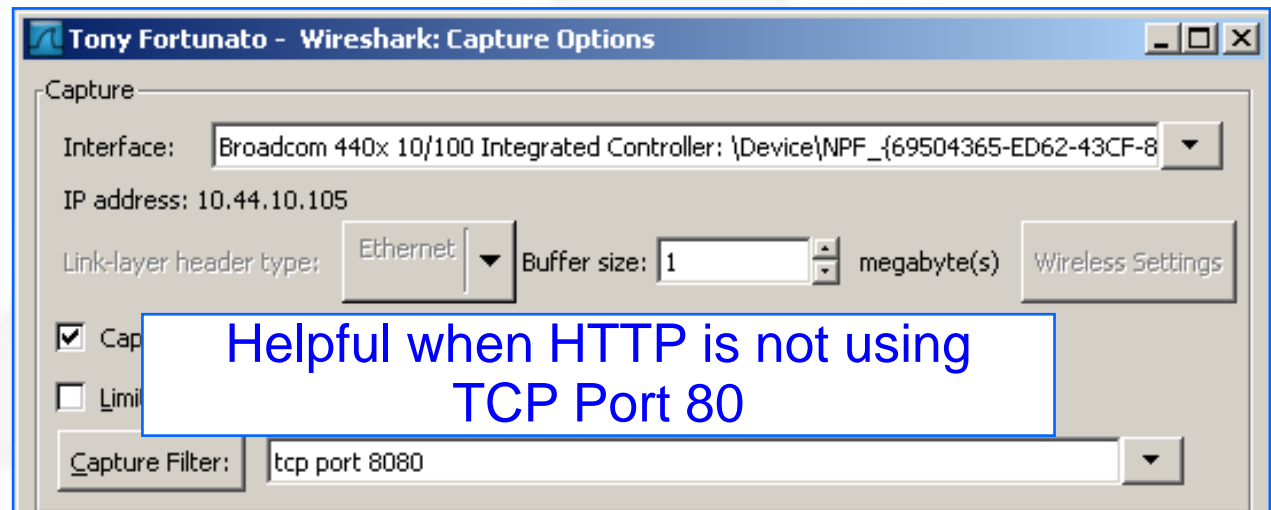 Tony Fortunato - Wireshark: Capture Options
Capture
Interface: Broadcom 440x 10/100 Integrated Controller: \Device\NPF_{69504365-ED62-43CF-8
IP address: 10.44.10.105
Link-layer header type: Ethernet Buffer size: 1 megabyte(s) Wireless Settings
Cap
Helpful when HTTP is not using
TCP Port 80
Limi
Capture Filter: tcp port 8080